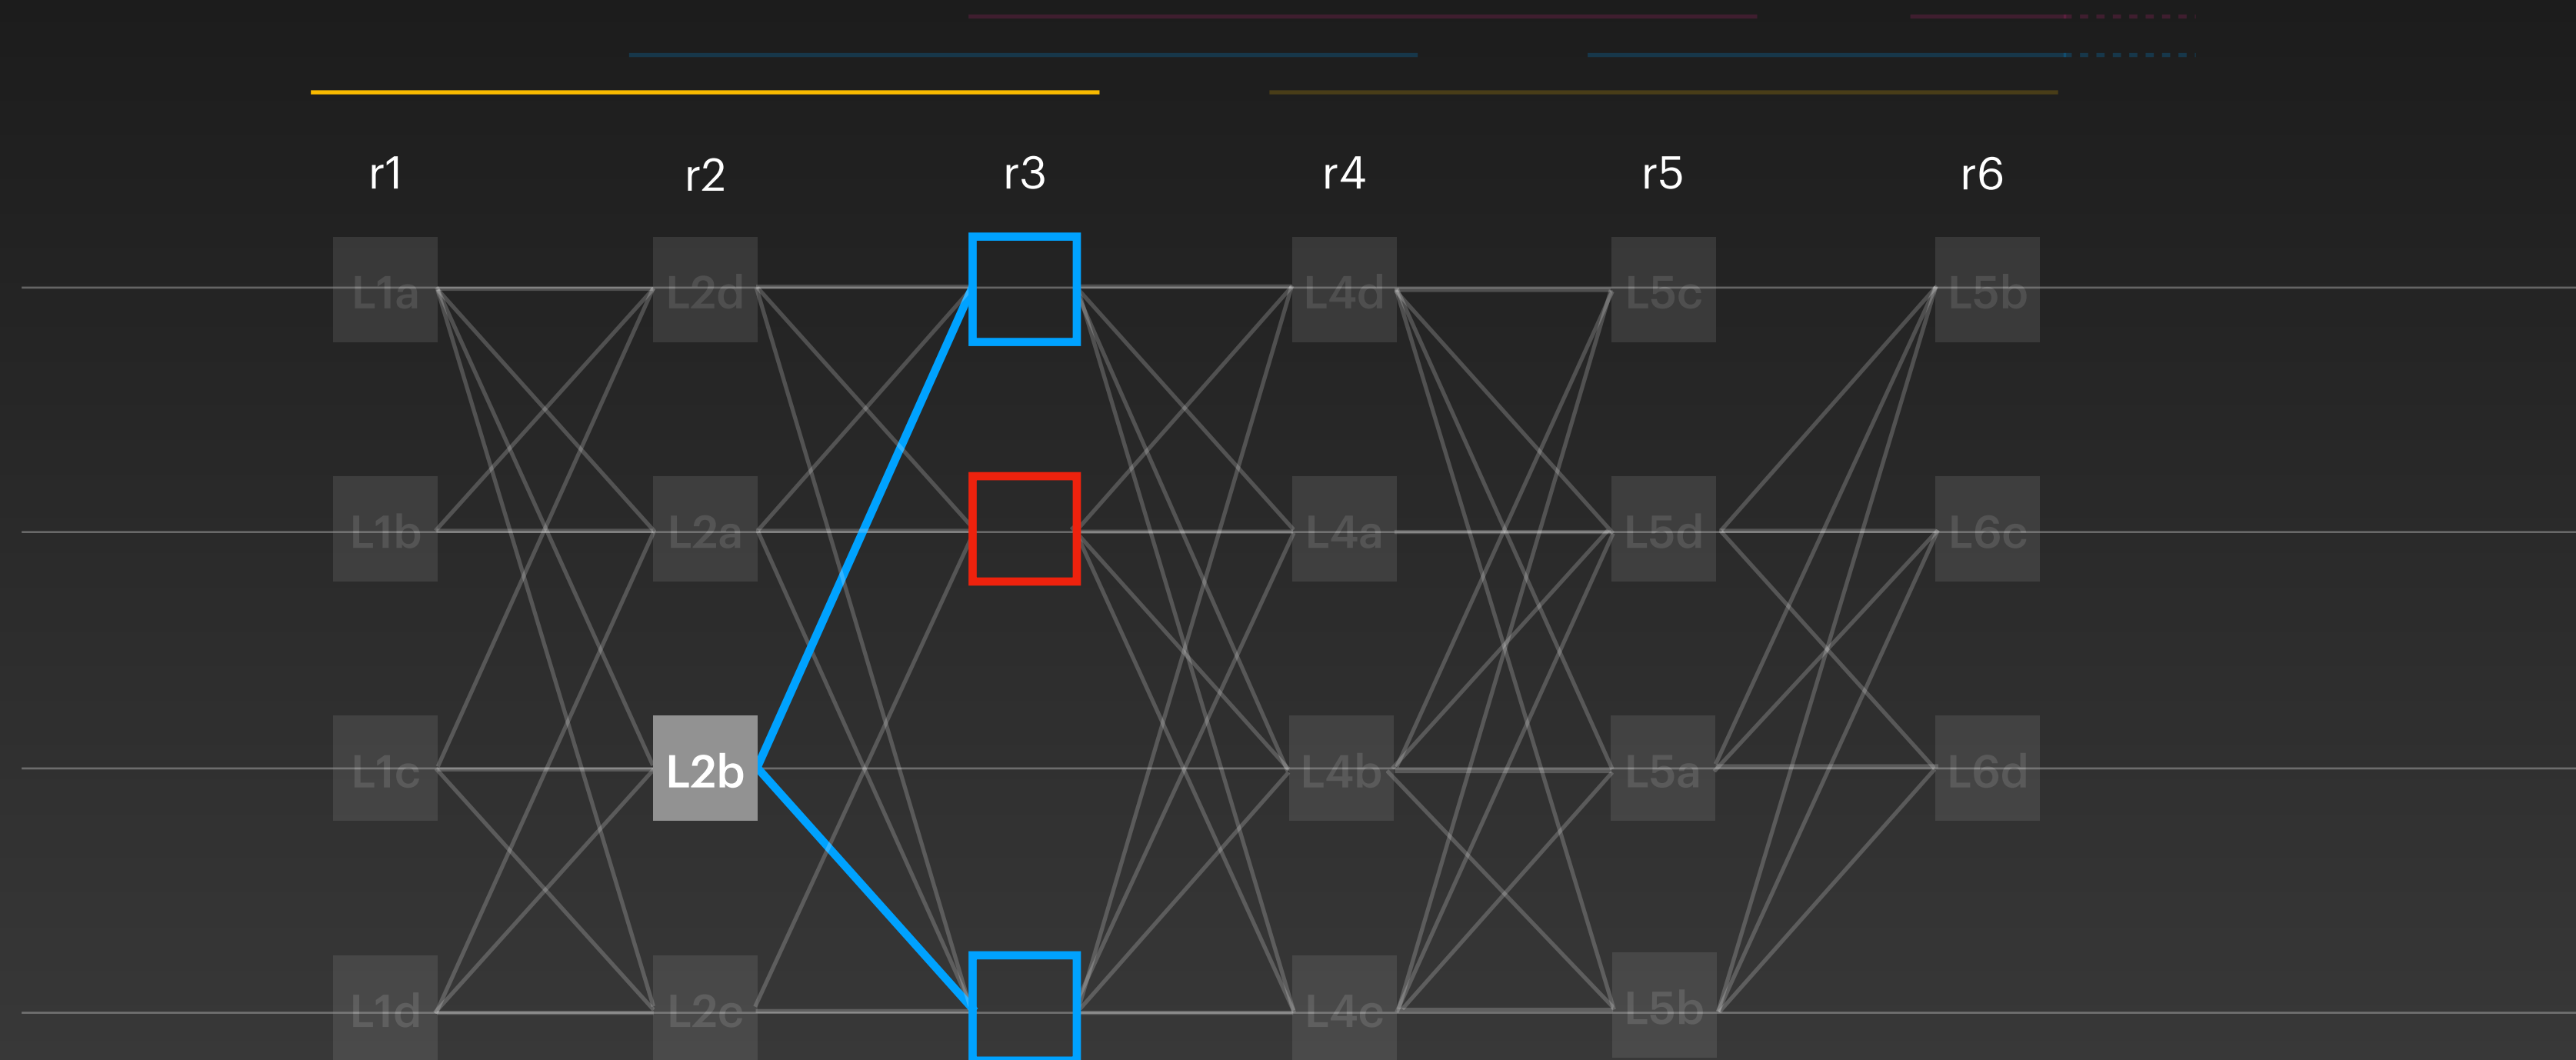 r1 r2 r3 r4 r5 r6
L1a L2d L4d L5c L5b
L1b L2a L4a L5d L6c
L1c L2b L4b L5a L6d
L1d L2c L4c L5b